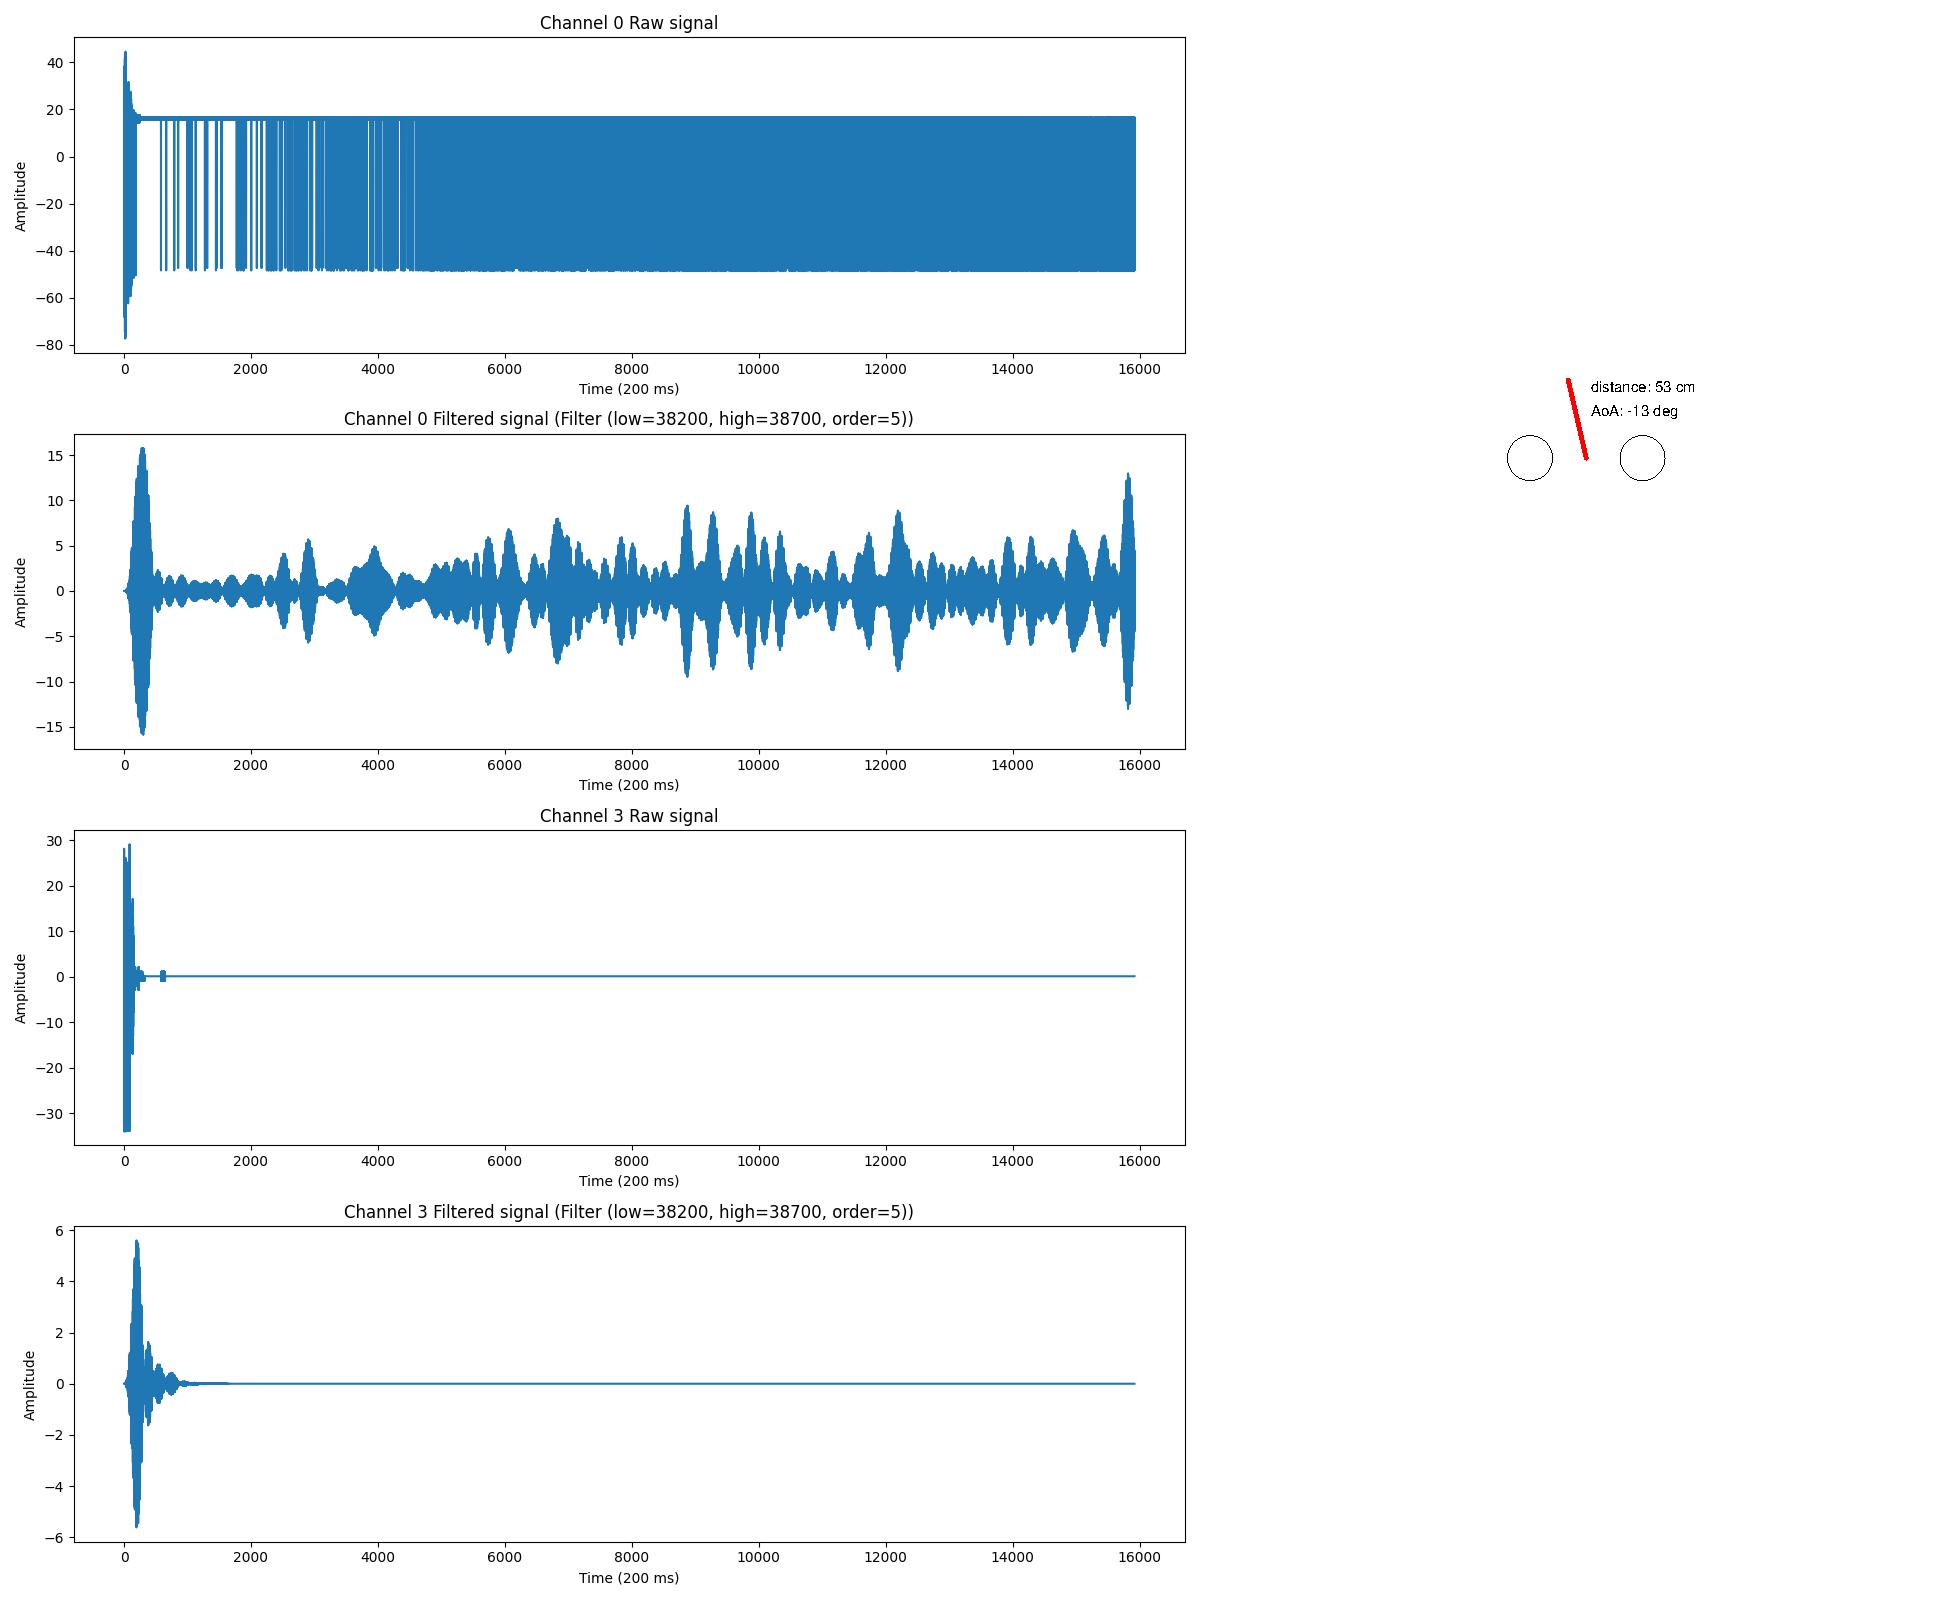 Channel 0 Raw signal
40
20
0
−20
−40
−60
−80
Amplitude
0 2000 4000 6000 8000 10000 12000 14000 16000
Time (200 ms)
Channel 0 Filtered signal (Filter (low=38200, high=38700, order=5))
15
10
5
0
−5
−10
−15
Amplitude
0 2000 4000 6000 8000 10000 12000 14000 16000
Time (200 ms)
Channel 3 Raw signal
30
20
10
0
−10
−20
−30
Amplitude
0 2000 4000 6000 8000 10000 12000 14000 16000
Time (200 ms)
Channel 3 Filtered signal (Filter (low=38200, high=38700, order=5))
6
4
2
0
−2
−4
−6
Amplitude
0 2000 4000 6000 8000 10000 12000 14000 16000
Time (200 ms)
distance: 53 cm
AoA: -13 deg